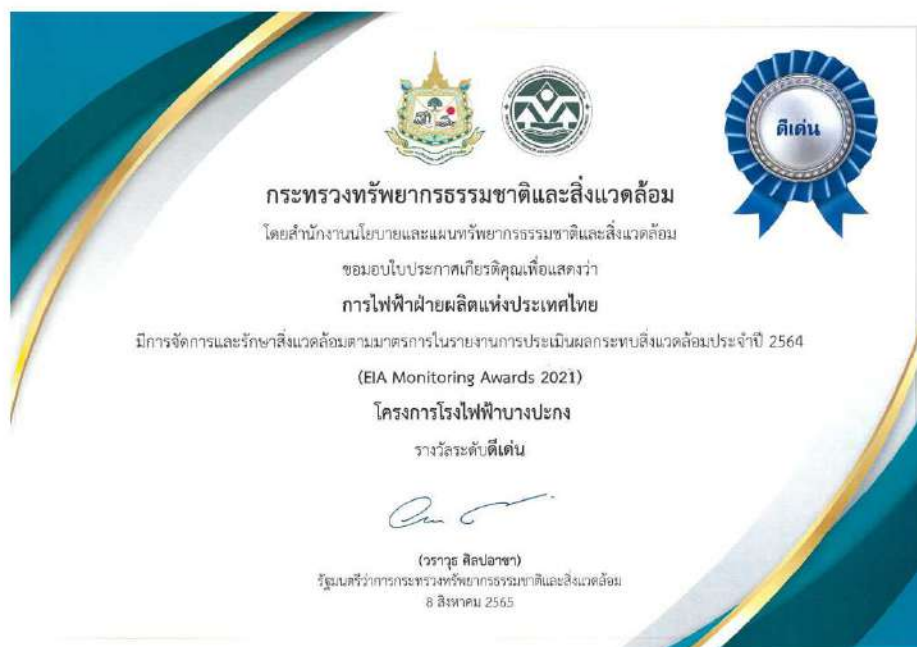 ดีเด่น
กระทรวงทรัพยากรธรรมชาติและสิ่งแวดล้อม
โดยสำนักงานนโยบายและแผนทรัพยากรธรรมชาติและสิ่งแวดล้อม
ขอมอบใบประกาศเกียรติคุณเพื่อแสดงว่า
การไฟฟ้าฝ่ายผลิตแห่งประเทศไทย
มีการจัดการและรักษาสิ่งแวดล้อมตามมาตรการในรายงานการประเมินผลกระทบสิ่งแวดล้อมประจำปี 2564
(EIA Monitoring Awards 2021)
โครงการโรงไฟฟ้าบางปะกง
รางวัลระดับดีเด่น
(วราวุธ ศิลปอาชา)
รัฐมนตรีว่าการกระทรวงทรัพยากรธรรมชาติและสิ่งแวดล้อม
8 สิงหาคม 2565